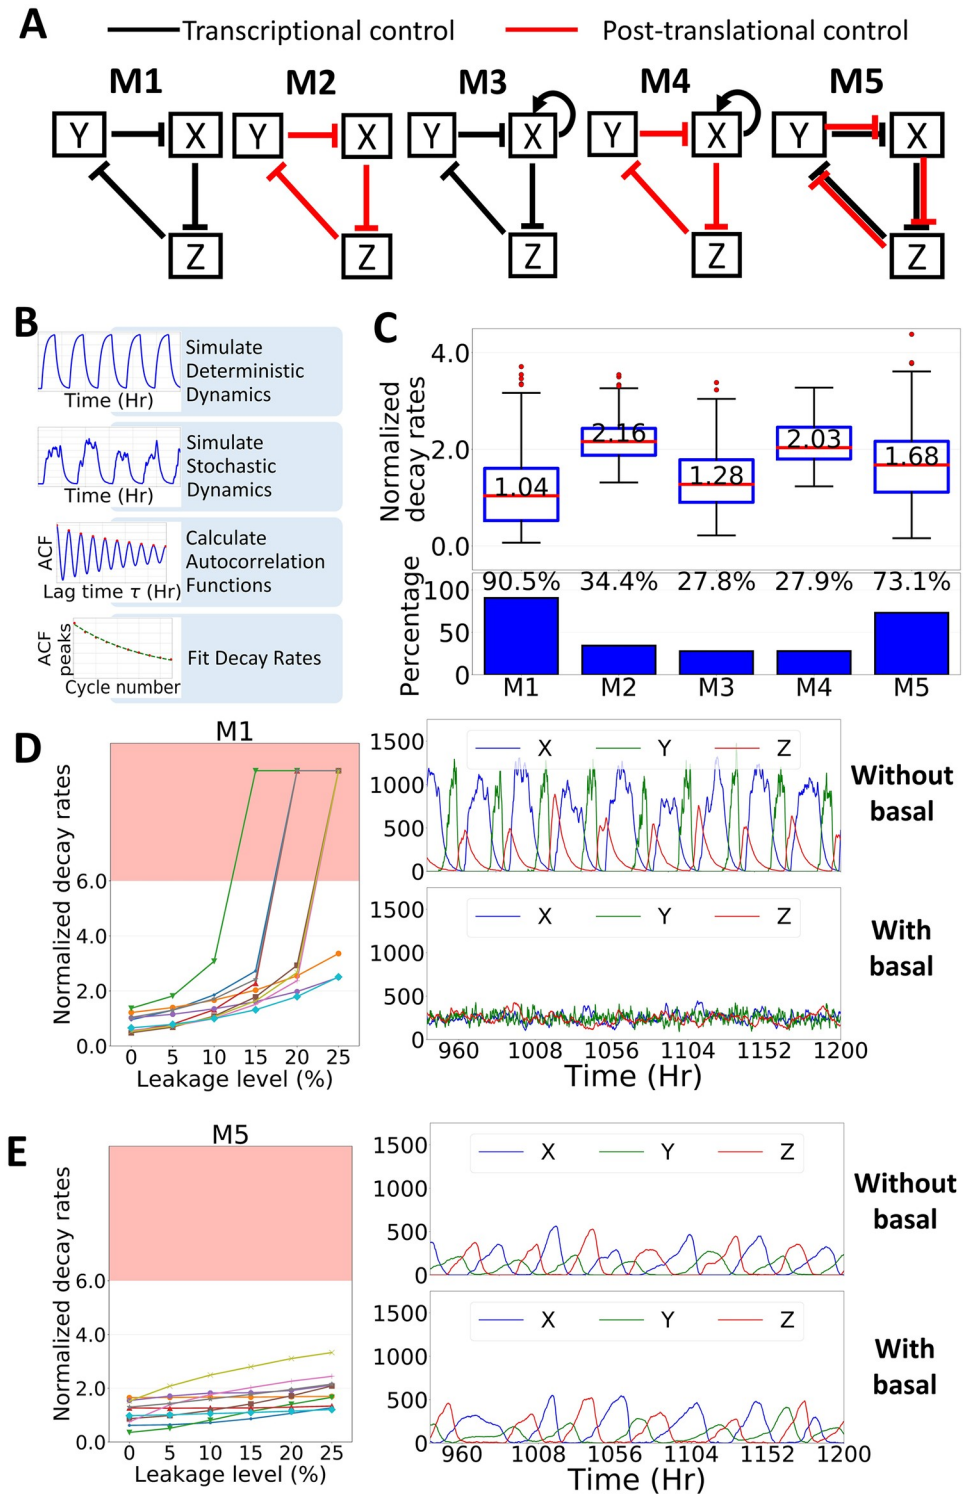 A
Transcriptional control
Post-translational control
M1
M2
M3
M4
M5
Y
X
Y
X
Y
X
Y
X
Y
X
Z
Z
Z
Z
Z
B
Time (Hr)
Simulate
Deterministic
Dynamics
Time (Hr)
Simulate
Stochastic
Dynamics
ACF
Lag time τ (Hr)
Calculate
Autocorrelation
Functions
ACF
peaks
Cycle number
Fit Decay Rates
C
Normalized
decay rates
4.0
2.0
0.0
1.04
2.16
1.28
2.03
1.68
Percentage
100
50
0
90.5%
34.4%
27.8%
27.9%
73.1%
M1
M2
M3
M4
M5
D
M1
Normalized decay rates
6.0
4.0
2.0
0.0
0
5
10
15
20
25
Leakage level (%)
1500
1000
500
0
X
Y
Z
Without
basal
1500
1000
500
0
X
Y
Z
With
basal
960
1008
1056
1104
1152
1200
Time (Hr)
E
M5
Normalized decay rates
6.0
4.0
2.0
0.0
0
5
10
15
20
25
Leakage level (%)
1500
1000
500
0
X
Y
Z
Without
basal
1500
1000
500
0
X
Y
Z
With
basal
960
1008
1056
1104
1152
1200
Time (Hr)